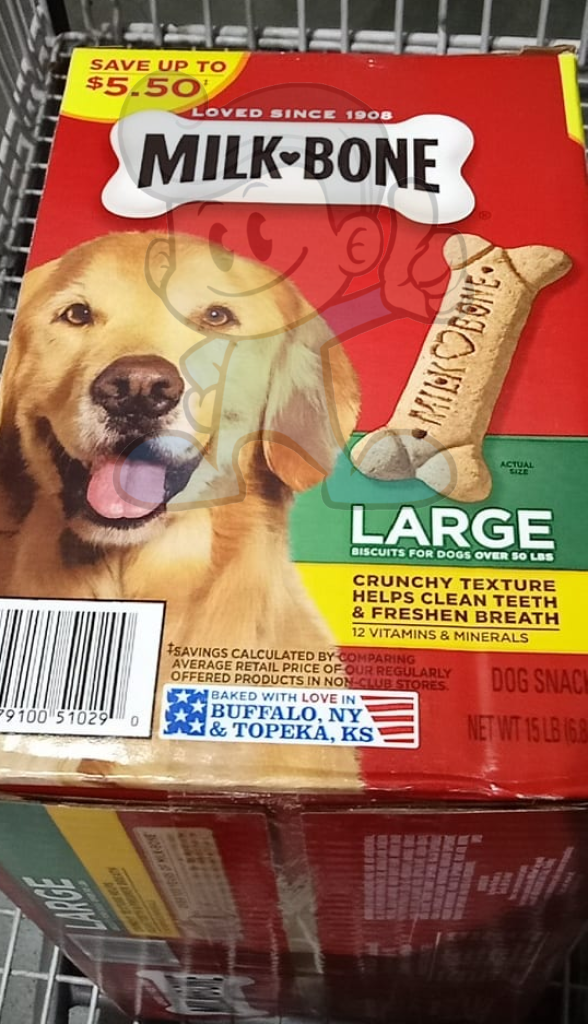 SAVE UP TO
$5.50‡
LOVED SINCE 1908
MILK♥BONE
®
MILK♡BONE
ACTUAL
SIZE
LARGE
BISCUITS FOR DOGS OVER 50 LBS
CRUNCHY TEXTURE
HELPS CLEAN TEETH
& FRESHEN BREATH
12 VITAMINS & MINERALS
‡SAVINGS CALCULATED BY COMPARING
AVERAGE RETAIL PRICE OF OUR REGULARLY
OFFERED PRODUCTS IN NON-CLUB STORES.
DOG SNACK
NET WT 15 LB (6.8
79100 51029 0
BAKED WITH LOVE IN
BUFFALO, NY
& TOPEKA, KS
LARGE